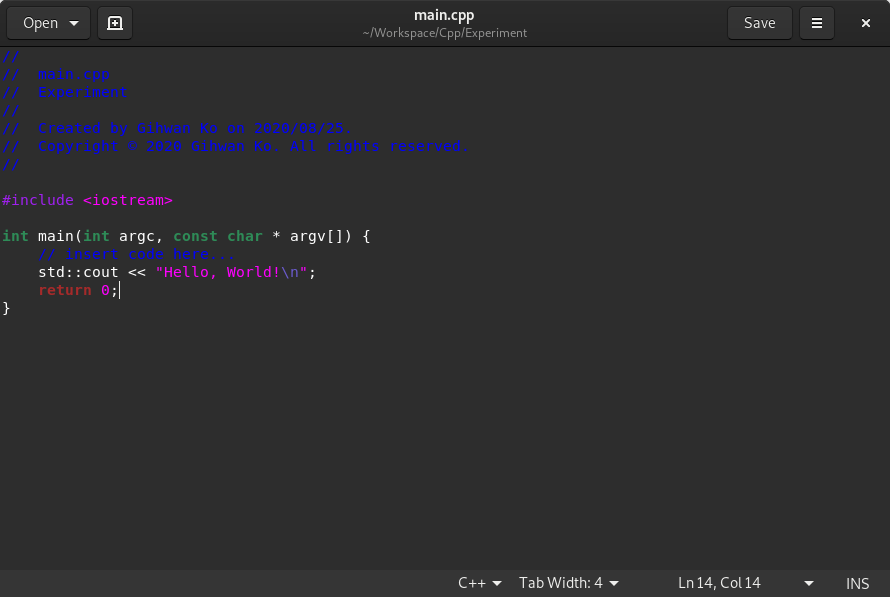 Open
main.cpp
~/Workspace/Cpp/Experiment
Save
//
//  main.cpp
//  Experiment
//
//  Created by Gihwan Ko on 2020/08/25.
//  Copyright © 2020 Gihwan Ko. All rights reserved.
//

#include <iostream>

int main(int argc, const char * argv[]) {
    // insert code here...
    std::cout << "Hello, World!\n";
    return 0;
}
C++ Tab Width: 4 Ln 14, Col 14 INS